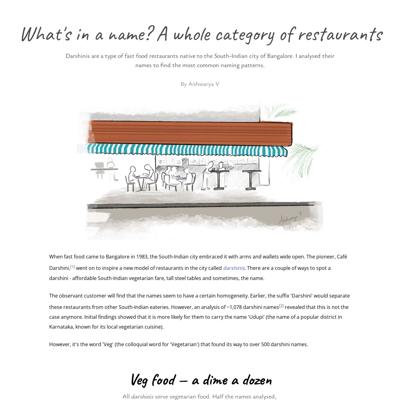 What's in a name? A whole category of restaurants
Darshinis are a type of fast food restaurants native to the South-Indian city of Bangalore. I analysed their
names to find the most common naming patterns.
By Aishwarya V
When fast food came to Bangalore in 1983, the South-Indian city embraced it with arms and wallets wide open. The pioneer, Café
Darshini,[1] went on to inspire a new model of restaurants in the city called darshinis. There are a couple of ways to spot a
darshini - affordable South-Indian vegetarian fare, tall steel tables and sometimes, the name.
The observant customer will find that the names seem to have a certain homogeneity. Earlier, the suffix 'Darshini' would separate
these restaurants from other South-Indian eateries. However, an analysis of ~1,078 darshini names[2] revealed that this is not the
case anymore. Initial findings showed that it is more likely for them to carry the name 'Udupi' (the name of a popular district in
Karnataka, known for its local vegetarian cuisine).
However, it's the word 'Veg' (the colloquial word for 'Vegetarian') that found its way to over 500 darshini names.
Veg food – a dime a dozen
All darshinis serve vegetarian food. Half the names analysed,